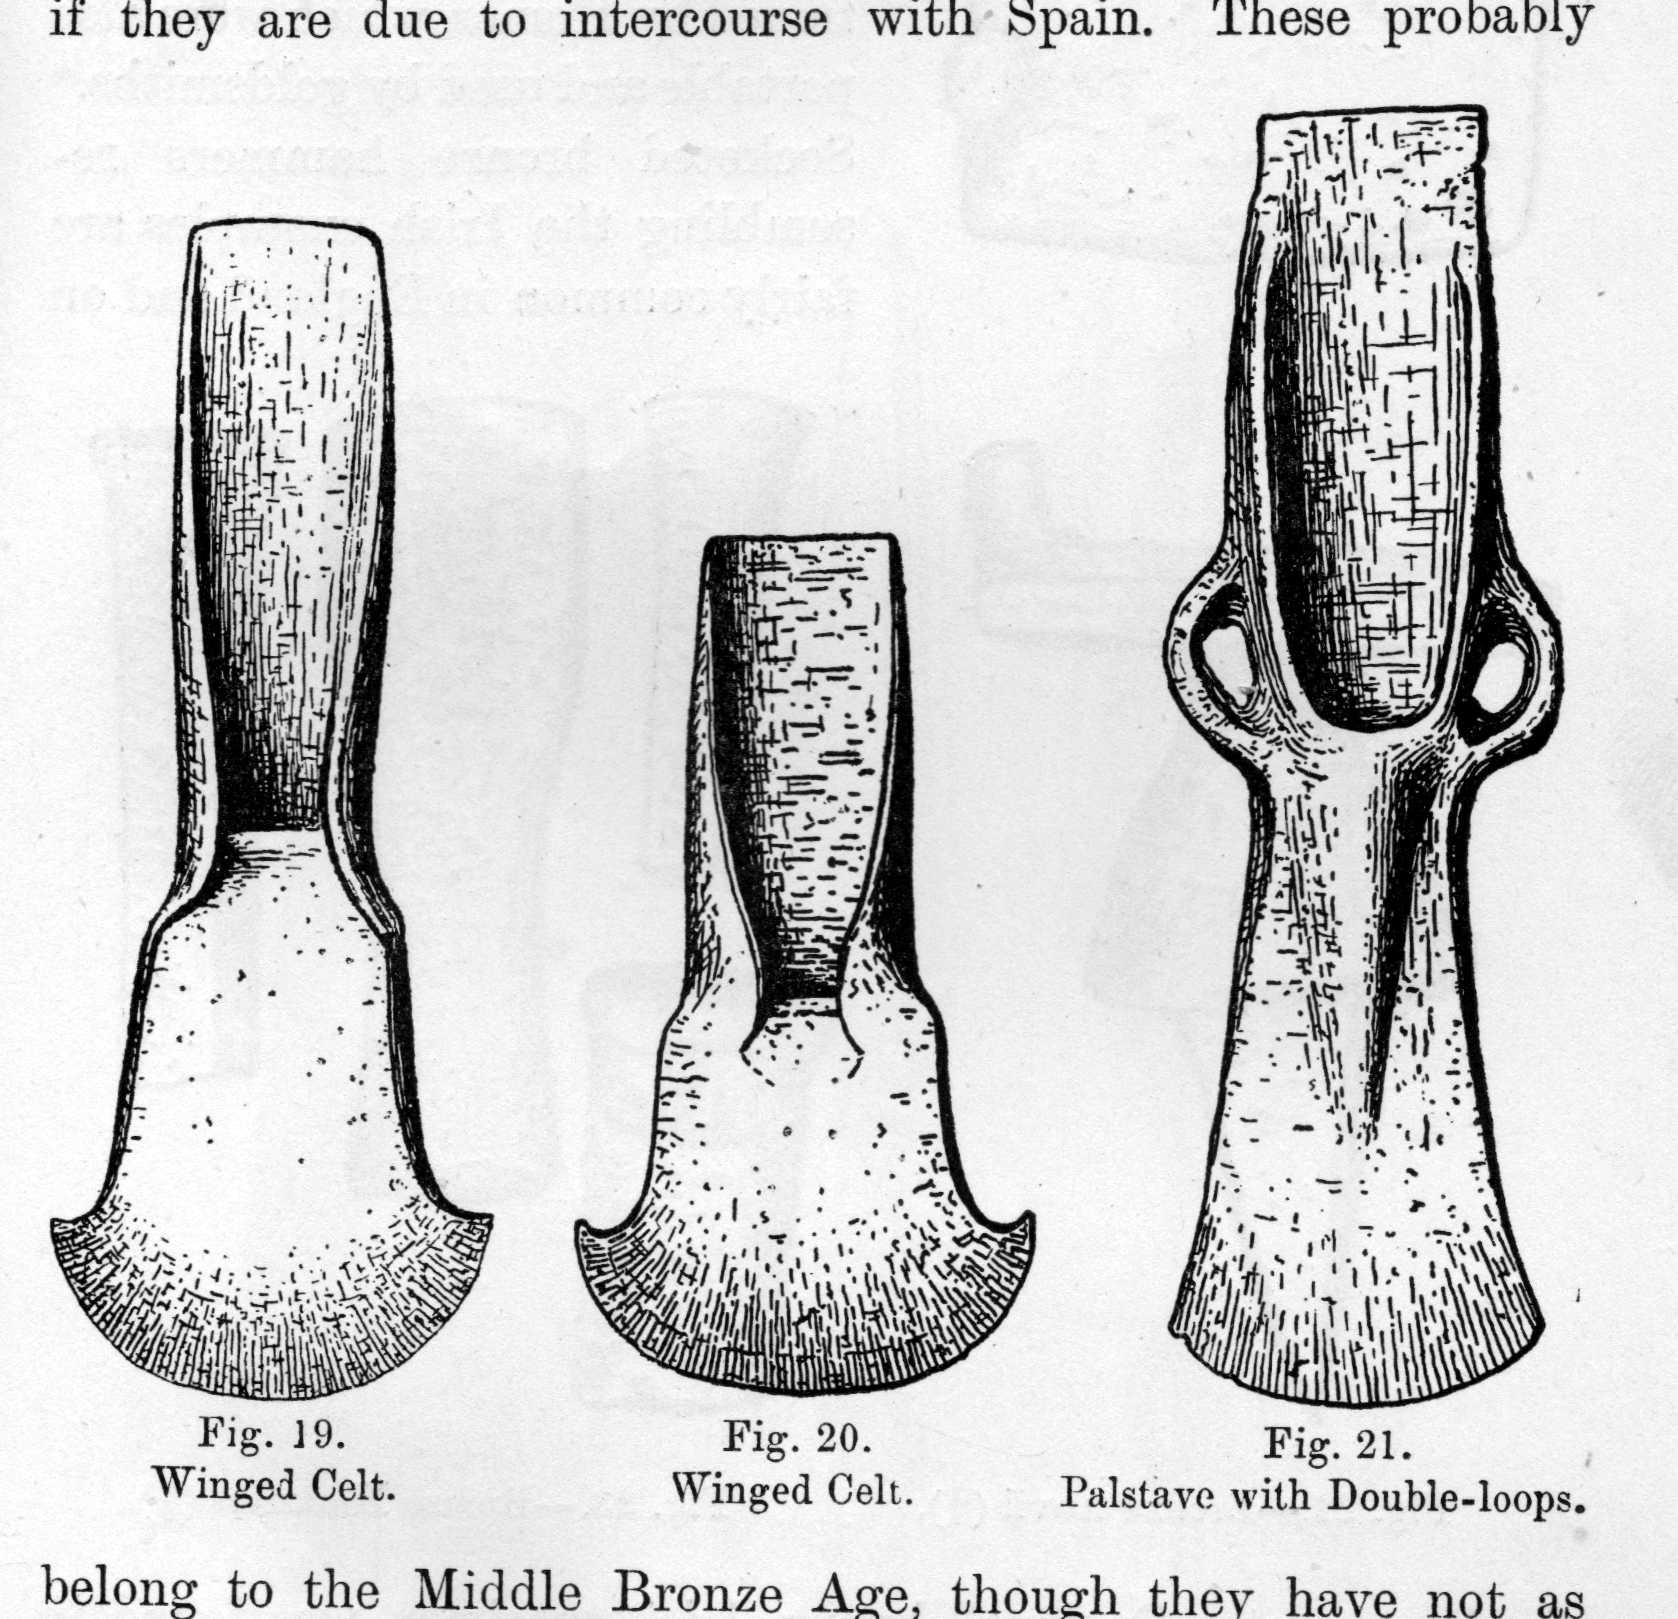 if they are due to intercourse with Spain. These probably
Fig. 19.
Winged Celt.
Fig. 20.
Winged Celt.
Fig. 21.
Palstave with Double-loops.
belong to the Middle Bronze Age, though they have not as